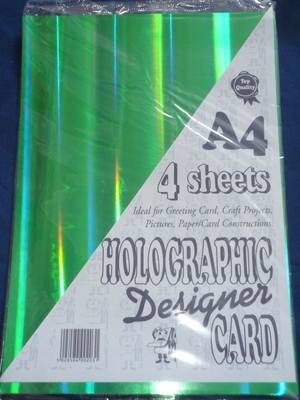 Top
Quality
A4
4 sheets
Ideal for Greeting Card, Craft Projects,
Pictures, Paper/Card Constructions
HOLOGRAPHIC
Designer
CARD